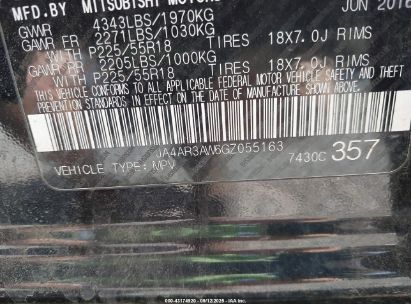 MFD. BY MITSUBISHI MOTORS JUN 2016
GWR 4343LBS/1970KG
GAWR FR 2271LBS/1030KG
WITH P225/55R18 TIRES 18X7.0J RIMS
GAWR RR 2205LBS/1000KG
WITH P225/55R18 TIRES 18X7.0J RIMS
THIS VEHICLE CONFORMS TO ALL APPLICABLE FEDERAL MOTOR VEHICLE SAFETY AND THEFT
PREVENTION STANDARDS IN EFFECT ON THE DATE OF MANUFACTURE SHOWN ABOVE.
JA4AR3AW6GZ055163
VEHICLE TYPE: MPV 7430C 357